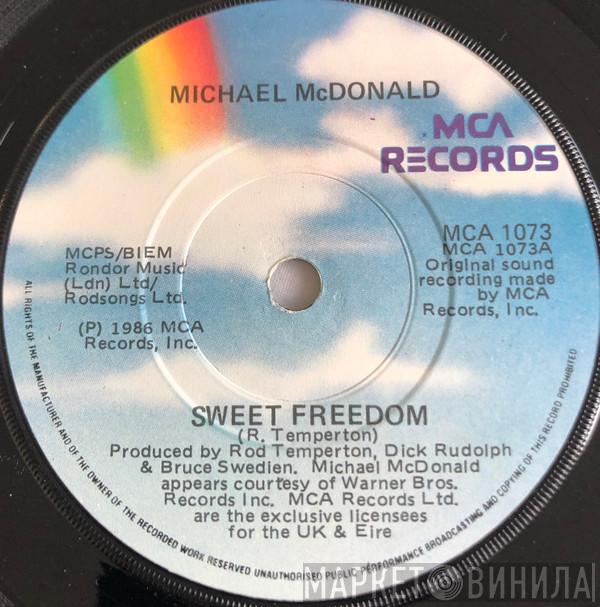 MICHAEL McDONALD
MCA
RECORDS
MCA 1073
MCA 1073A
Original sound
recording made
by MCA
Records, Inc.
MCPS/BIEM
Rondor Music
(Ldn) Ltd/
Rodsongs Ltd.
(P) 1986 MCA
Records, Inc.
SWEET FREEDOM
(R. Temperton)
Produced by Rod Temperton, Dick Rudolph
& Bruce Swedien. Michael McDonald
appears courtesy of Warner Bros.
Records Inc. MCA Records Ltd.
are the exclusive licensees
for the UK & Eire
ALL RIGHTS OF THE MANUFACTURER AND OF THE OWNER OF THE RECORDED WORK RESERVED UNAUTHORISED PUBLIC PERFORMANCE BROADCASTING AND COPYING OF THIS RECORD PROHIBITED
МАРКЕТ ВИНИЛА